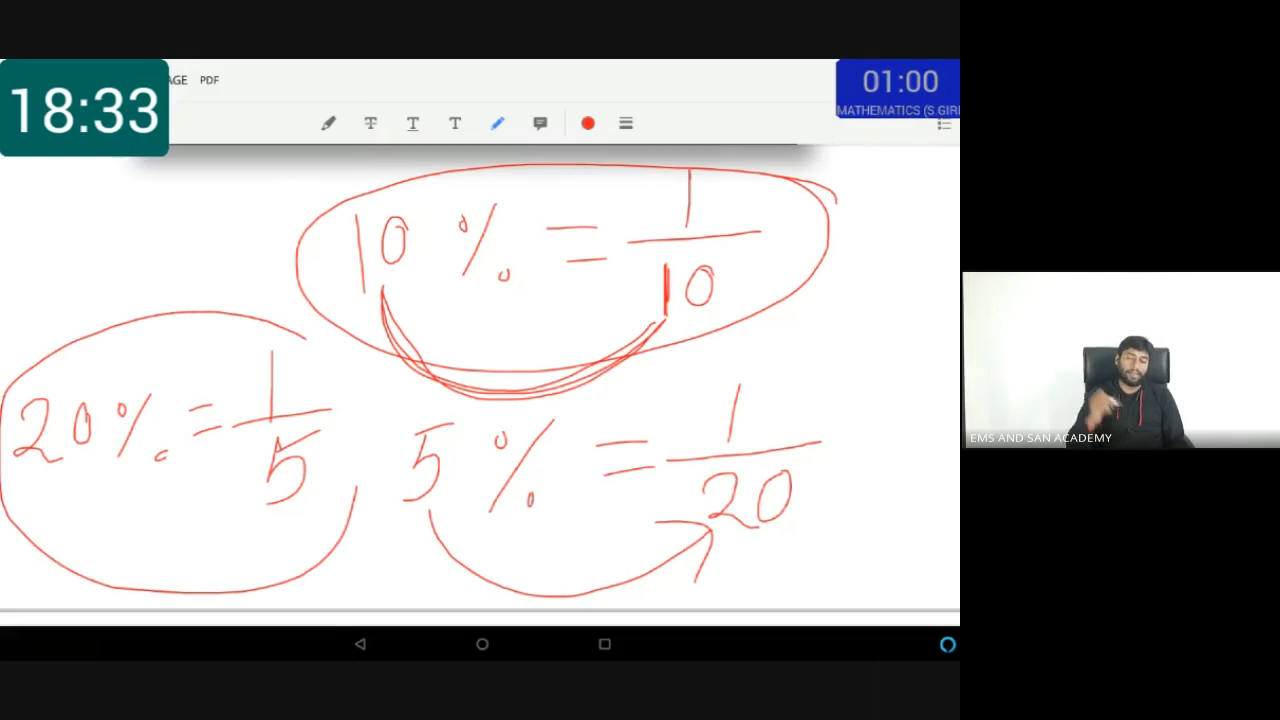 18:33
AGE PDF
01:00
MATHEMATICS (S.GIRI
10 % = 1/10
20%. = 1/5
5 % = 1/20
EMS AND SAN ACADEMY